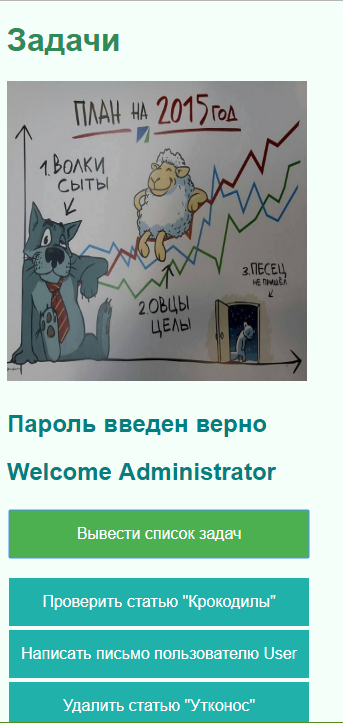 Задачи
ПЛАН НА 2015 ГОД
1. ВОЛКИ
СЫТЫ
3. ПЕСЕЦ
НЕ ПРИШЁЛ
2. ОВЦЫ
ЦЕЛЫ
Пароль введен верно
Welcome Administrator
Вывести список задач
Проверить статью "Крокодилы"
Написать письмо пользователю User
Удалить статью "Утконос"